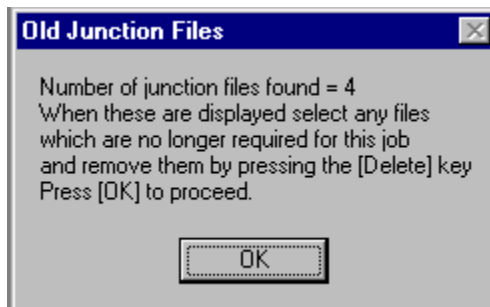 Old Junction Files
Number of junction files found = 4
When these are displayed select any files
which are no longer required for this job
and remove them by pressing the [Delete] key
Press [OK] to proceed.
OK